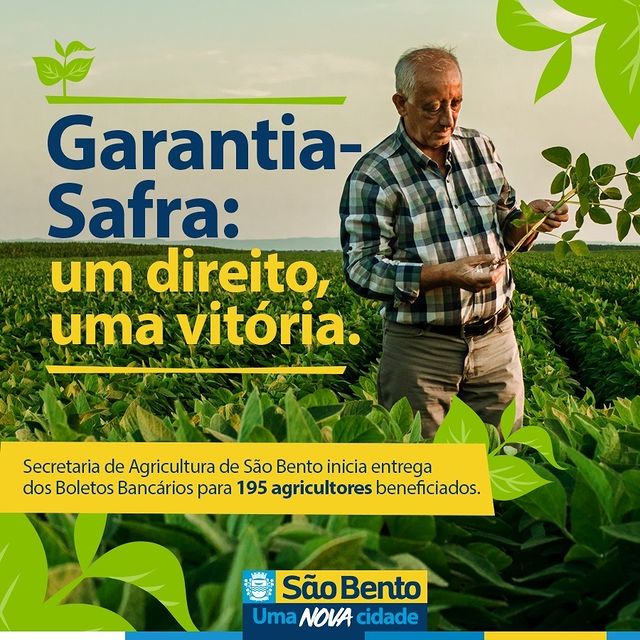 Garantia-
Safra:
um direito,
uma vitória.
Secretaria de Agricultura de São Bento inicia entrega
dos Boletos Bancários para 195 agricultores beneficiados.
São Bento
Uma NOVA cidade